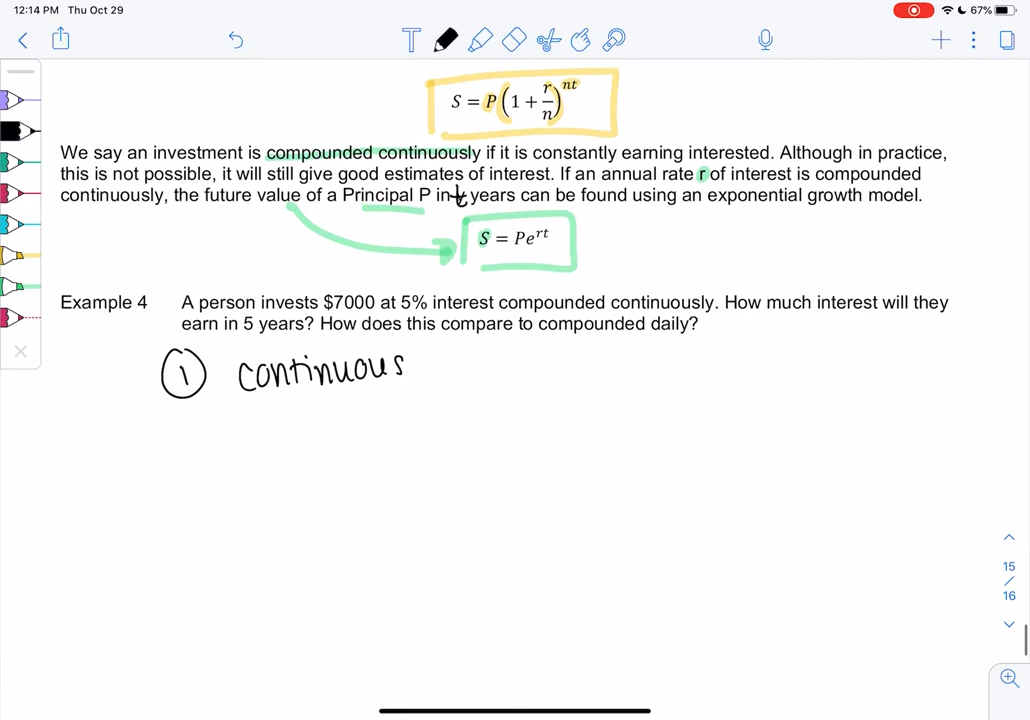 12:14 PM Thu Oct 29
67%
S = P(1 + r/n)^nt
We say an investment is compounded continuously if it is constantly earning interested. Although in practice,
this is not possible, it will still give good estimates of interest. If an annual rate r of interest is compounded
continuously, the future value of a Principal P in t years can be found using an exponential growth model.
S = Pe^rt
Example 4 A person invests $7000 at 5% interest compounded continuously. How much interest will they
earn in 5 years? How does this compare to compounded daily?
① continuous
15
/
16